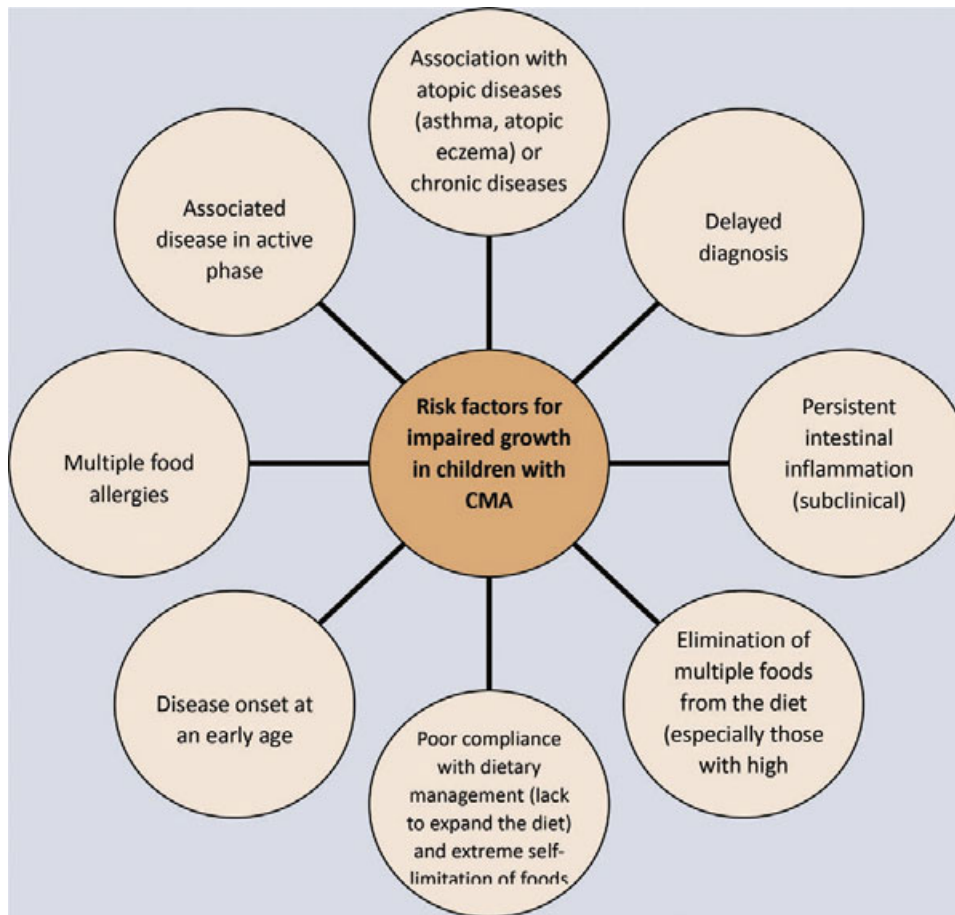 Association with
atopic diseases
(asthma, atopic
eczema) or
chronic diseases
Delayed
diagnosis
Persistent
intestinal
inflammation
(subclinical)
Elimination of
multiple foods
from the diet
(especially those
with high
Poor compliance
with dietary
management (lack
to expand the diet)
and extreme self-
limitation of foods
Disease onset at
an early age
Multiple food
allergies
Associated
disease in active
phase
Risk factors for
impaired growth
in children with
CMA